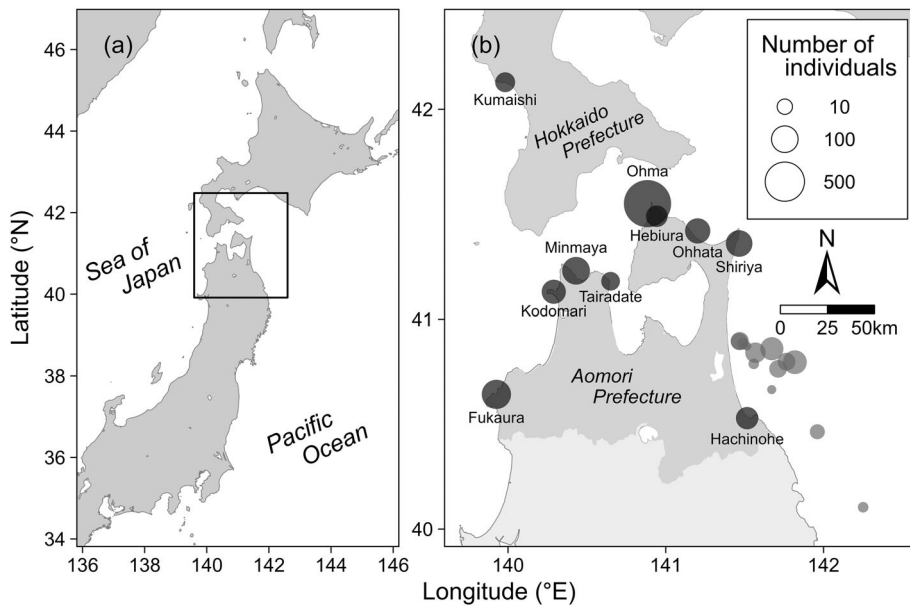 (a)
Sea of
Japan
Pacific
Ocean
46
44
42
40
38
36
34
136
138
140
142
144
146
Latitude (°N)
(b)
Number of
individuals
10
100
500
Kumaishi
Hokkaido
Prefecture
Ohma
Hebiura
Ohhata
Shiriya
Minmaya
Tairadate
Kodomari
N
0 25 50km
Aomori
Prefecture
Fukaura
Hachinohe
42
41
40
140
141
142
Longitude (°E)